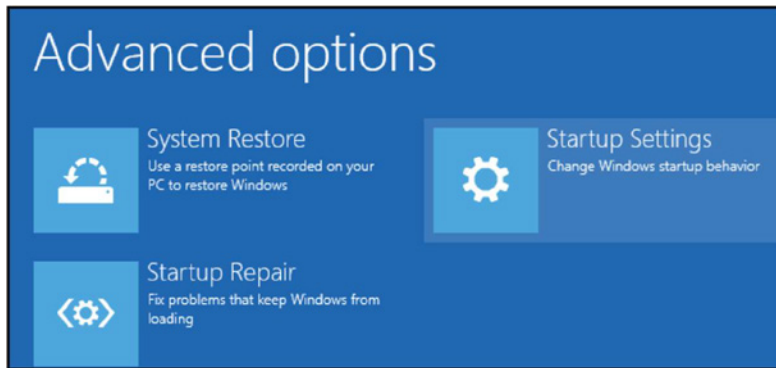 Advanced options
System Restore
Use a restore point recorded on your
PC to restore Windows
Startup Settings
Change Windows startup behavior
Startup Repair
Fix problems that keep Windows from
loading